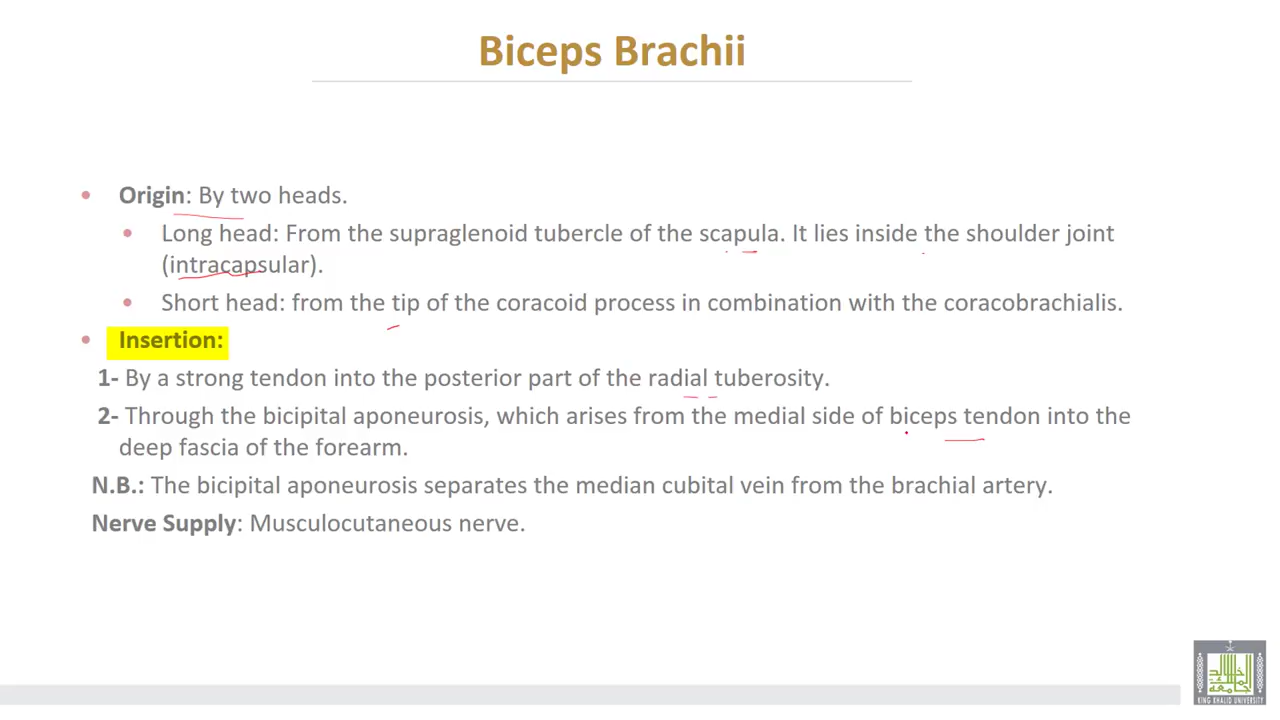 Biceps Brachii
• Origin: By two heads.
• Long head: From the supraglenoid tubercle of the scapula. It lies inside the shoulder joint
(intracapsular).
• Short head: from the tip of the coracoid process in combination with the coracobrachialis.
• Insertion:
1- By a strong tendon into the posterior part of the radial tuberosity.
2- Through the bicipital aponeurosis, which arises from the medial side of biceps tendon into the
deep fascia of the forearm.
N.B.: The bicipital aponeurosis separates the median cubital vein from the brachial artery.
Nerve Supply: Musculocutaneous nerve.
KING KHALID UNIVERSITY